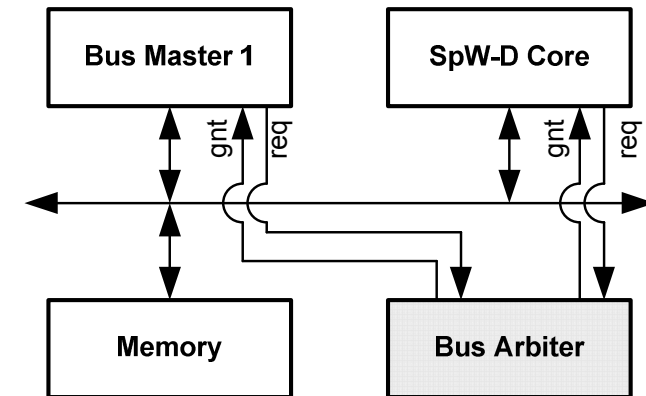 Bus Master 1
SpW-D Core
gnt
req
gnt
req
Memory
Bus Arbiter